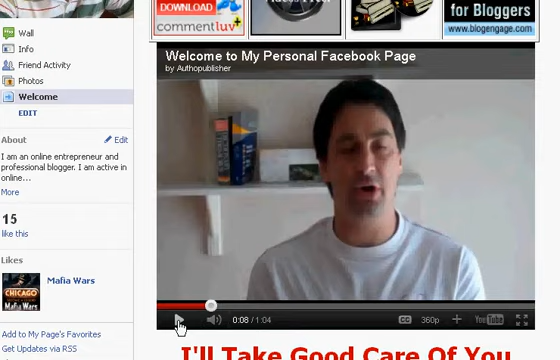 DOWNLOAD
commentluv
for Bloggers
www.blogengage.com
Wall
Info
Friend Activity
Photos
Welcome
EDIT
About
Edit
I am an online entrepreneur and
professional blogger. I am active in
online...
More
15
like this
Likes
CHICAGO
Mafia Wars
Add to My Page's Favorites
Get Updates via RSS
Welcome to My Personal Facebook Page
by Authopublisher
0:08 / 1:04
CC
360p
YouTube
I'll Take Good Care Of You